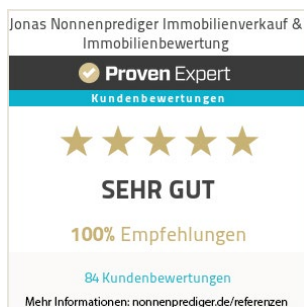 Jonas Nonnenprediger Immobilienverkauf &
Immobilienbewertung
Proven Expert
Kundenbewertungen
SEHR GUT
100% Empfehlungen
84 Kundenbewertungen
Mehr Informationen: nonnenprediger.de/referenzen